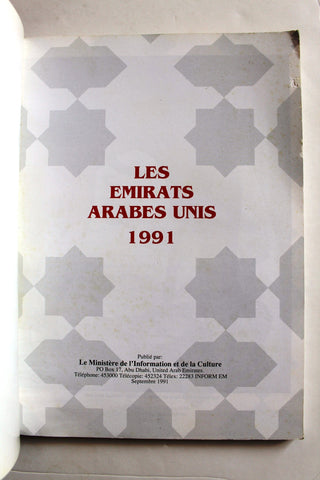 LES
EMIRATS
ARABES UNIS
1991
Publié par:
Le Ministère de l'Information et de la Culture
PO Box 17, Abu Dhabi, United Arab Emirates
Téléphone: 453000 Télécopie: 452324 Télex: 22283 INFORM EM
Septembre 1991